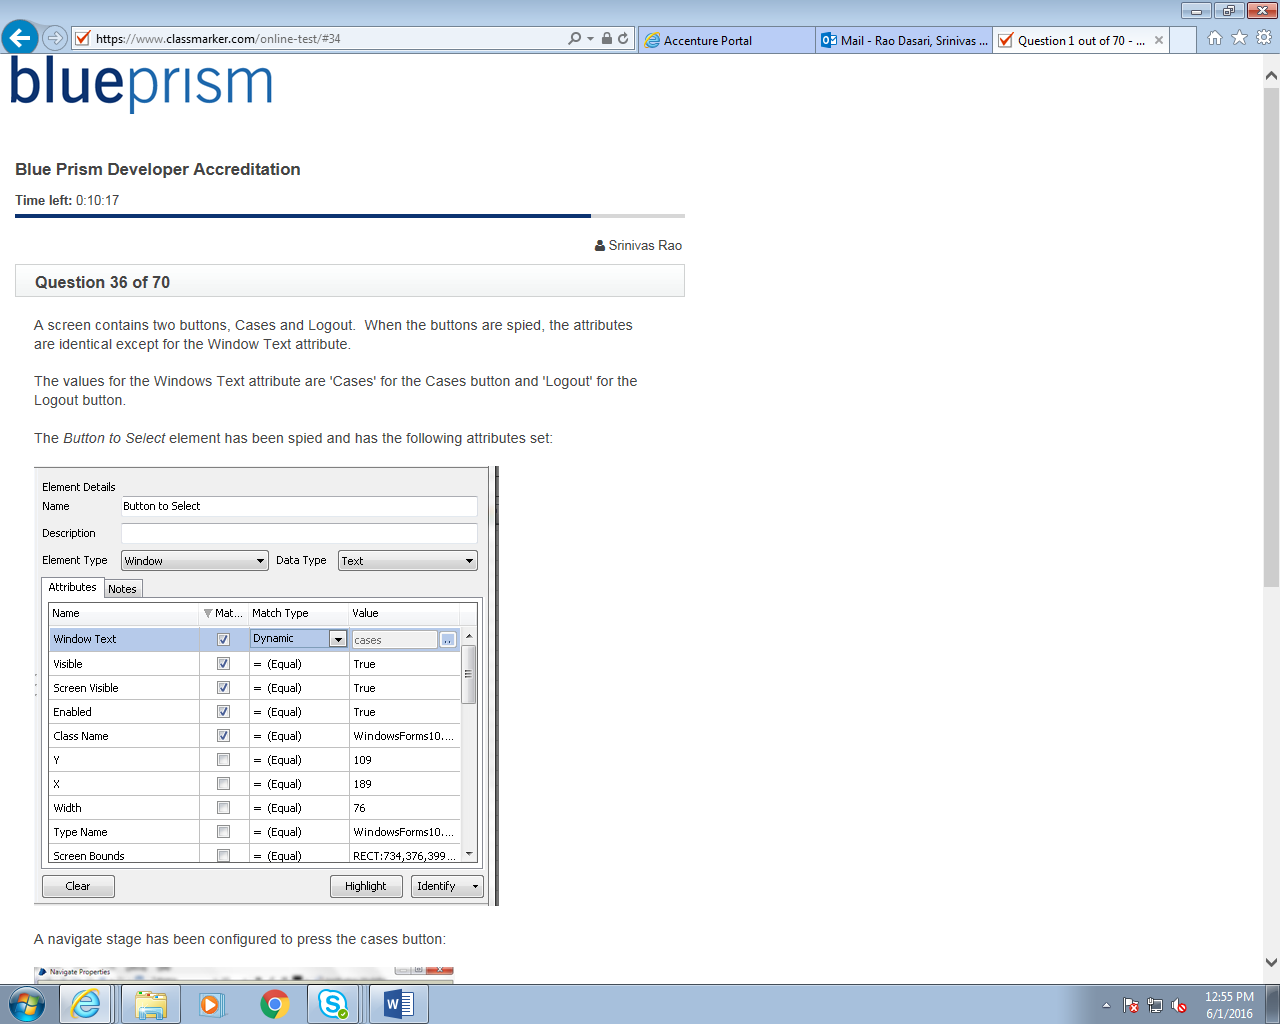 https://www.classmarker.com/online-test/#34
Accenture Portal
Mail - Rao Dasari, Srinivas ...
Question 1 out of 70 - ...
blueprism
Blue Prism Developer Accreditation
Time left: 0:10:17
Srinivas Rao
Question 36 of 70
A screen contains two buttons, Cases and Logout.  When the buttons are spied, the attributes
are identical except for the Window Text attribute.
The values for the Windows Text attribute are 'Cases' for the Cases button and 'Logout' for the
Logout button.
The Button to Select element has been spied and has the following attributes set:
Element Details
Name Button to Select
Description
Element Type Window Data Type Text
Attributes Notes
Name Mat... Match Type Value
Window Text Dynamic cases ..
Visible = (Equal) True
Screen Visible = (Equal) True
Enabled = (Equal) True
Class Name = (Equal) WindowsForms10....
Y = (Equal) 109
X = (Equal) 189
Width = (Equal) 76
Type Name = (Equal) WindowsForms10....
Screen Bounds = (Equal) RECT:734,376,399...
Clear Highlight Identify
A navigate stage has been configured to press the cases button:
Navigate Properties
12:55 PM
6/1/2016